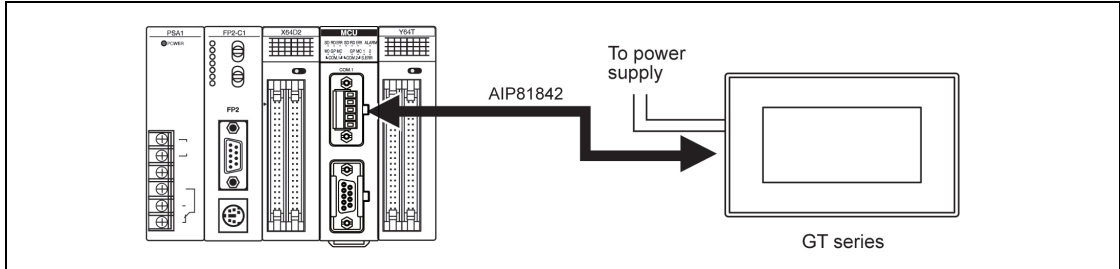 PSA1
POWER
FP2-C1
FP2
X64D2
MCU
COM.1
Y64T
AIP81842
To power
supply
GT series